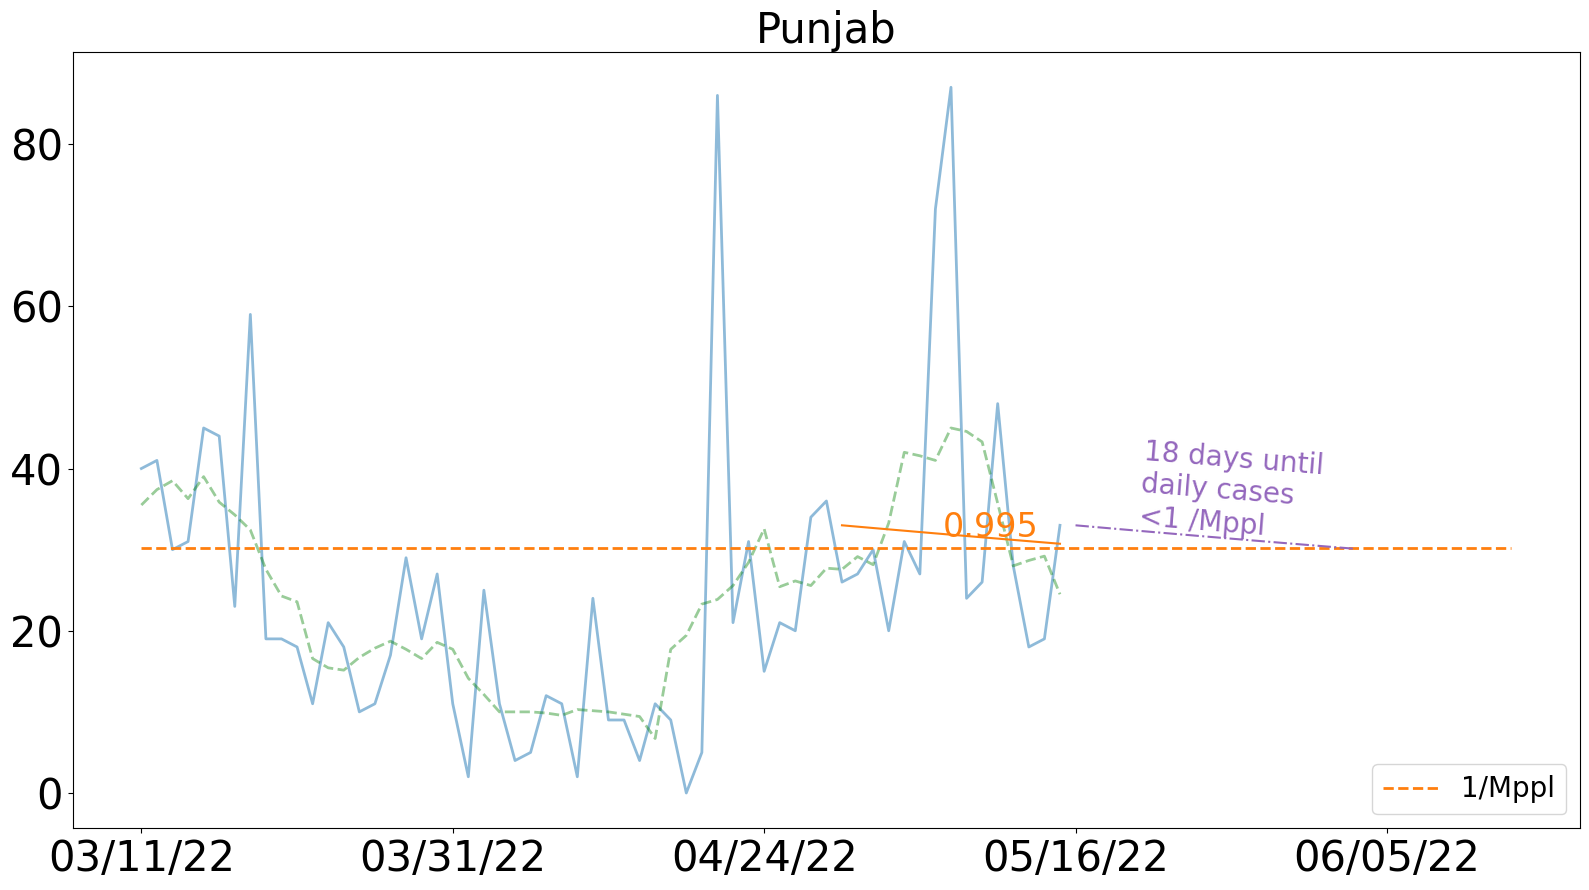 Punjab
80
60
40
20
0
18 days until
daily cases
<1 /Mppl
0.995
1/Mppl
03/11/22
03/31/22
04/24/22
05/16/22
06/05/22